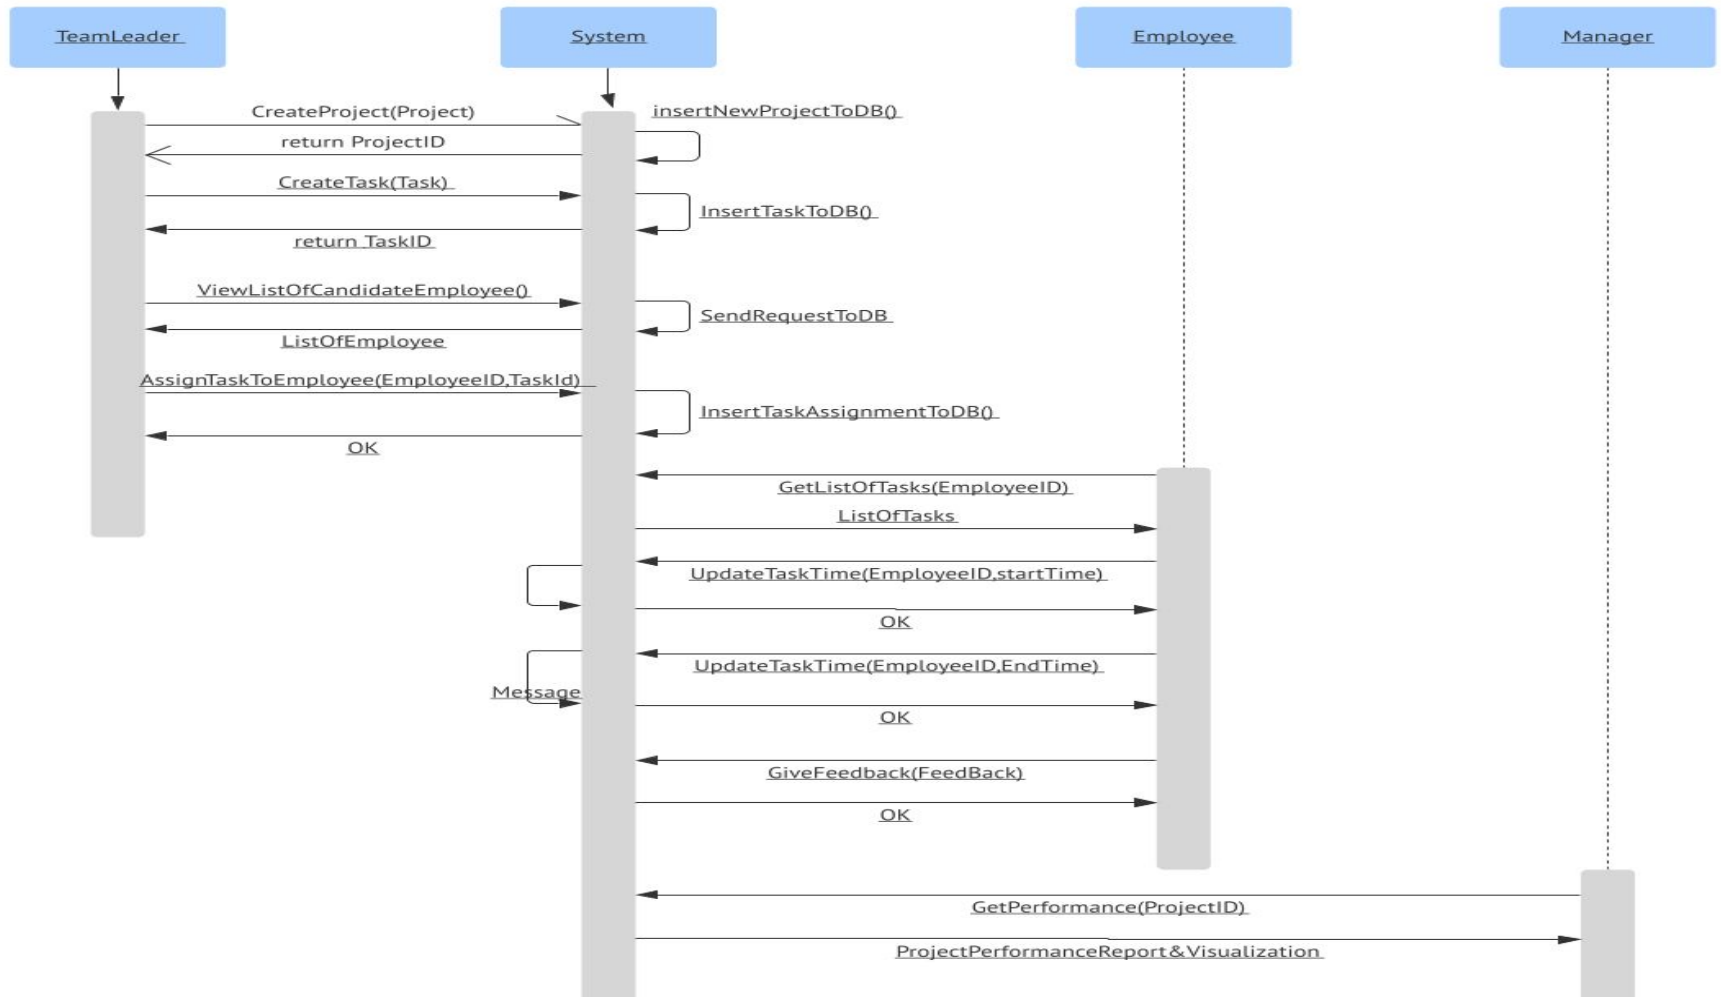 TeamLeader
System
Employee
Manager
CreateProject(Project)
insertNewProjectToDB()
return ProjectID
CreateTask(Task)
InsertTaskToDB()
return TaskID
ViewListOfCandidateEmployee()
SendRequestToDB
ListOfEmployee
AssignTaskToEmployee(EmployeeID,TaskId)
InsertTaskAssignmentToDB()
OK
GetListOfTasks(EmployeeID)
ListOfTasks
UpdateTaskTime(EmployeeID,startTime)
OK
UpdateTaskTime(EmployeeID,EndTime)
Message
OK
GiveFeedback(FeedBack)
OK
GetPerformance(ProjectID)
ProjectPerformanceReport&Visualization